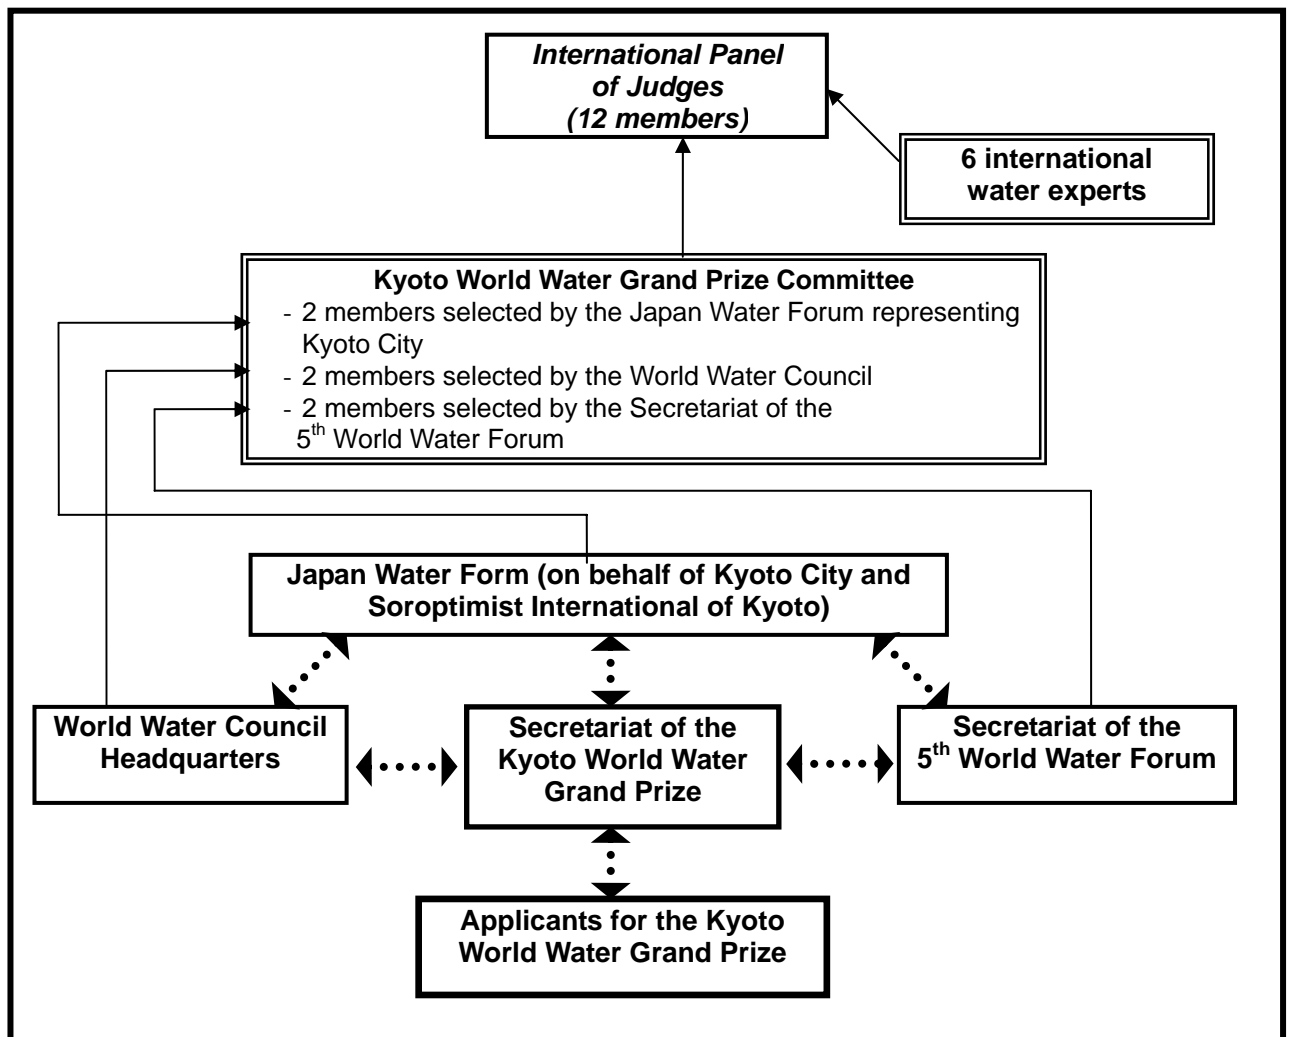 International Panel
of Judges
(12 members)
6 international
water experts
Kyoto World Water Grand Prize Committee
- 2 members selected by the Japan Water Forum representing
Kyoto City
- 2 members selected by the World Water Council
- 2 members selected by the Secretariat of the
5th World Water Forum
Japan Water Form (on behalf of Kyoto City and
Soroptimist International of Kyoto)
World Water Council
Headquarters
Secretariat of the
Kyoto World Water
Grand Prize
Secretariat of the
5th World Water Forum
Applicants for the Kyoto
World Water Grand Prize